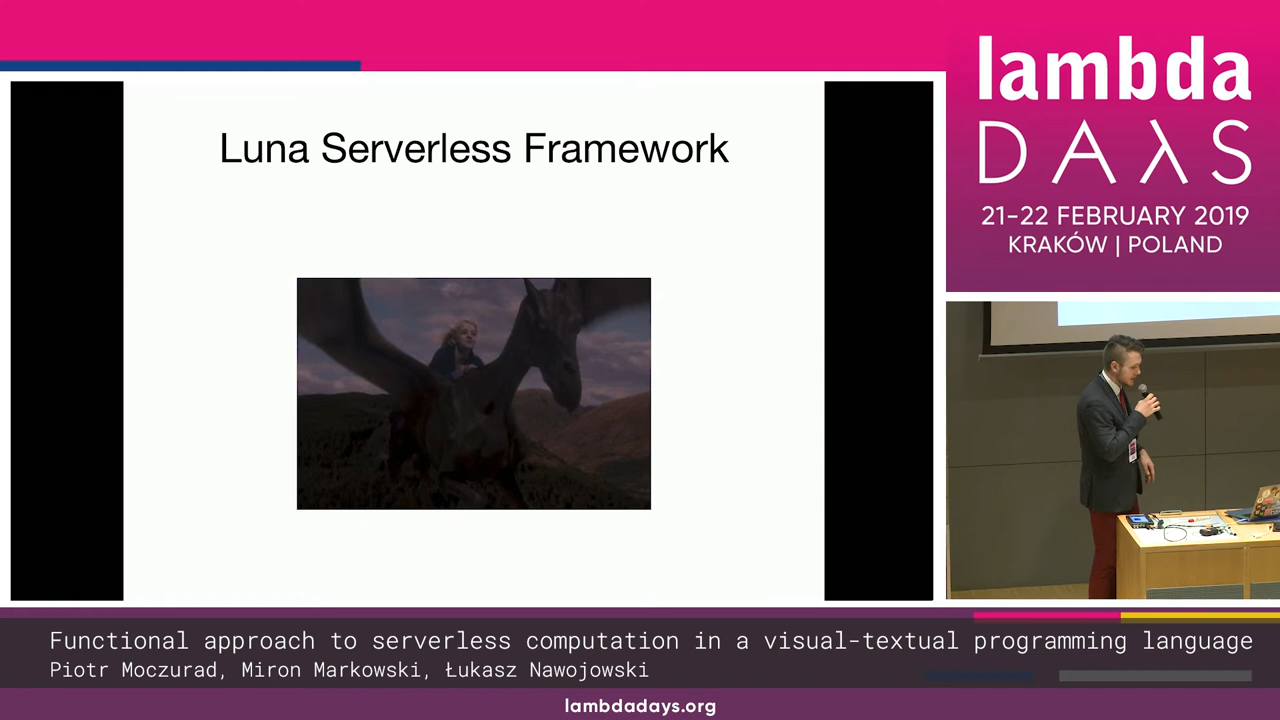 Luna Serverless Framework
lambda
DAλS
21-22 FEBRUARY 2019
KRAKÓW | POLAND
Functional approach to serverless computation in a visual-textual programming language
Piotr Moczurad, Miron Markowski, Łukasz Nawojowski
lambdadays.org